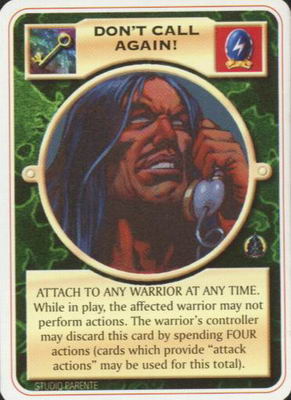 DON'T CALL
AGAIN!
ATTACH TO ANY WARRIOR AT ANY TIME.
While in play, the affected warrior may not
perform actions. The warrior's controller
may discard this card by spending FOUR
actions (cards which provide "attack
actions" may be used for this total).
STUDIO PARENTE